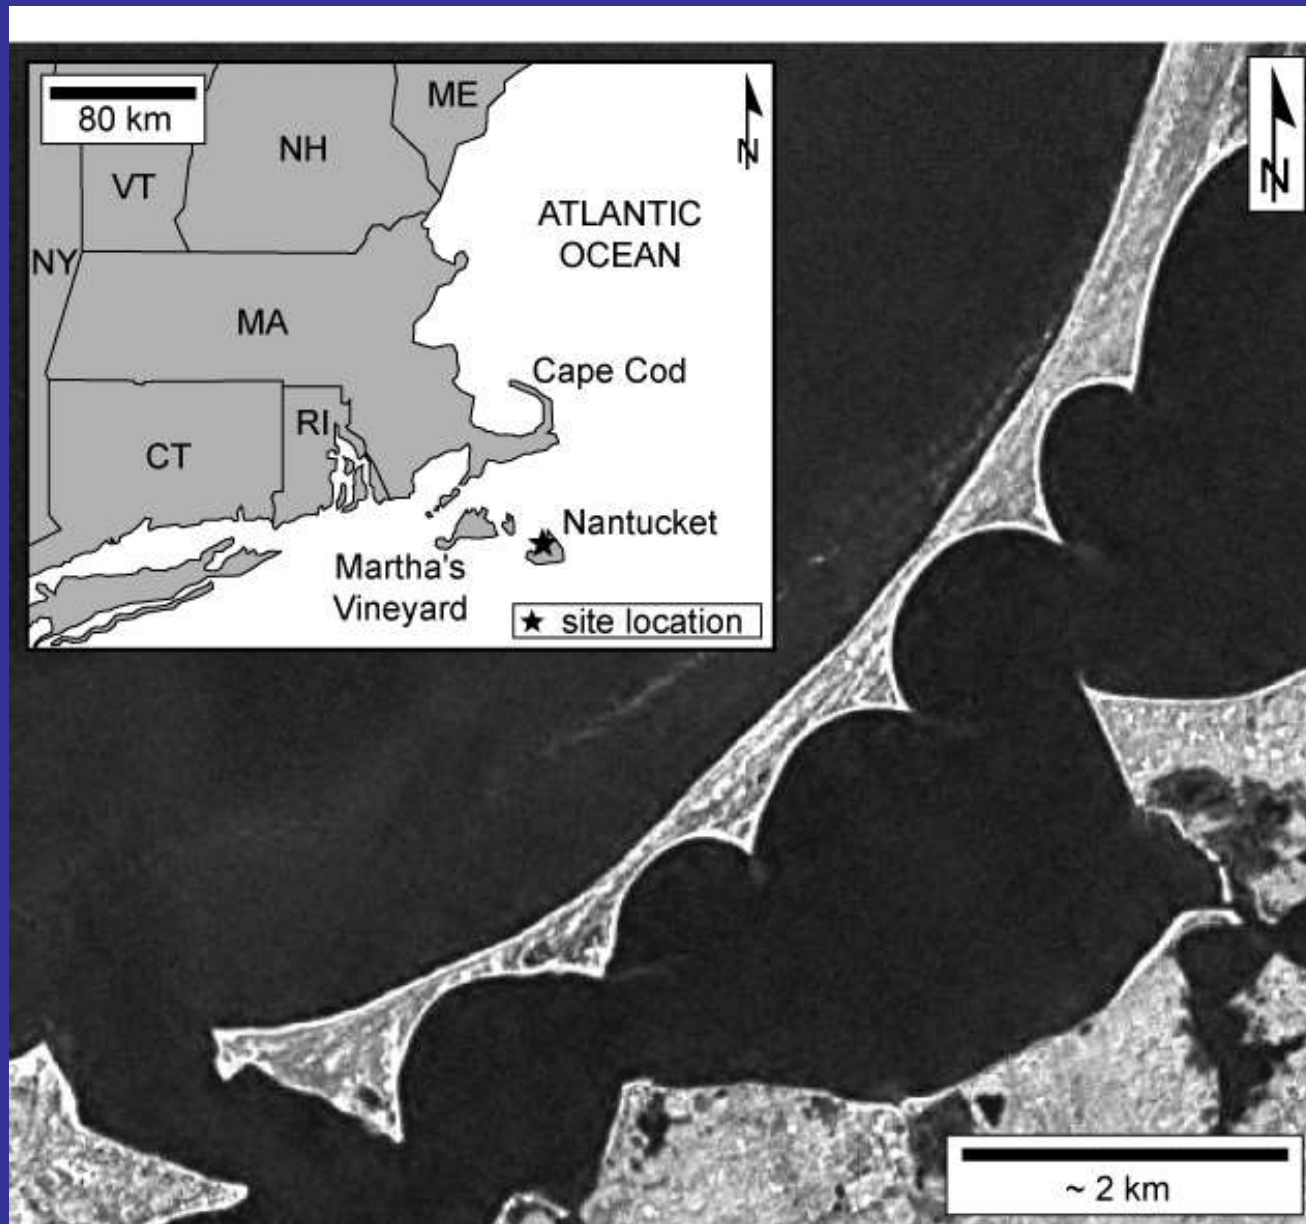 80 km
ME
N
NH
VT
ATLANTIC
OCEAN
N
NY
MA
Cape Cod
RI
CT
Nantucket
Martha's
Vineyard
site location
~ 2 km